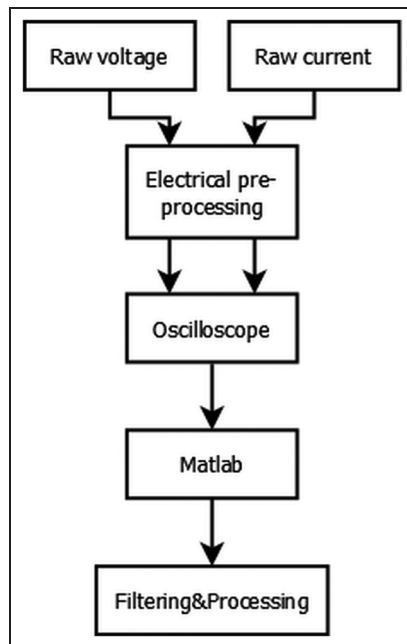 Raw voltage
Raw current
Electrical pre-
processing
Oscilloscope
Matlab
Filtering&Processing